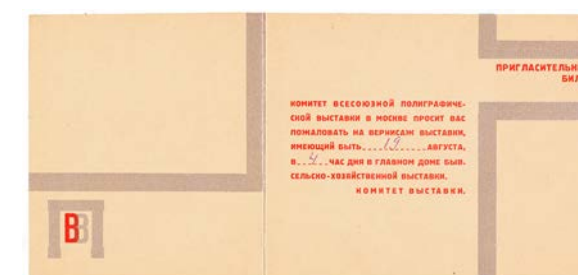 ПРИГЛАСИТЕЛЬН
БИЛ
КОМИТЕТ ВСЕСОЮЗНОЙ ПОЛИГРАФИЧЕ-
СКОЙ ВЫСТАВКИ В МОСКВЕ ПРОСИТ ВАС
ПОЖАЛОВАТЬ НА ВЕРНИСАЖ ВЫСТАВКИ,
ИМЕЮЩИЙ БЫТЬ 19 АВГУСТА,
В 4 ЧАС ДНЯ В ГЛАВНОМ ДОМЕ БЫВ.
СЕЛЬСКО-ХОЗЯЙСТВЕННОЙ ВЫСТАВКИ.
КОМИТЕТ ВЫСТАВКИ.
ВПВ